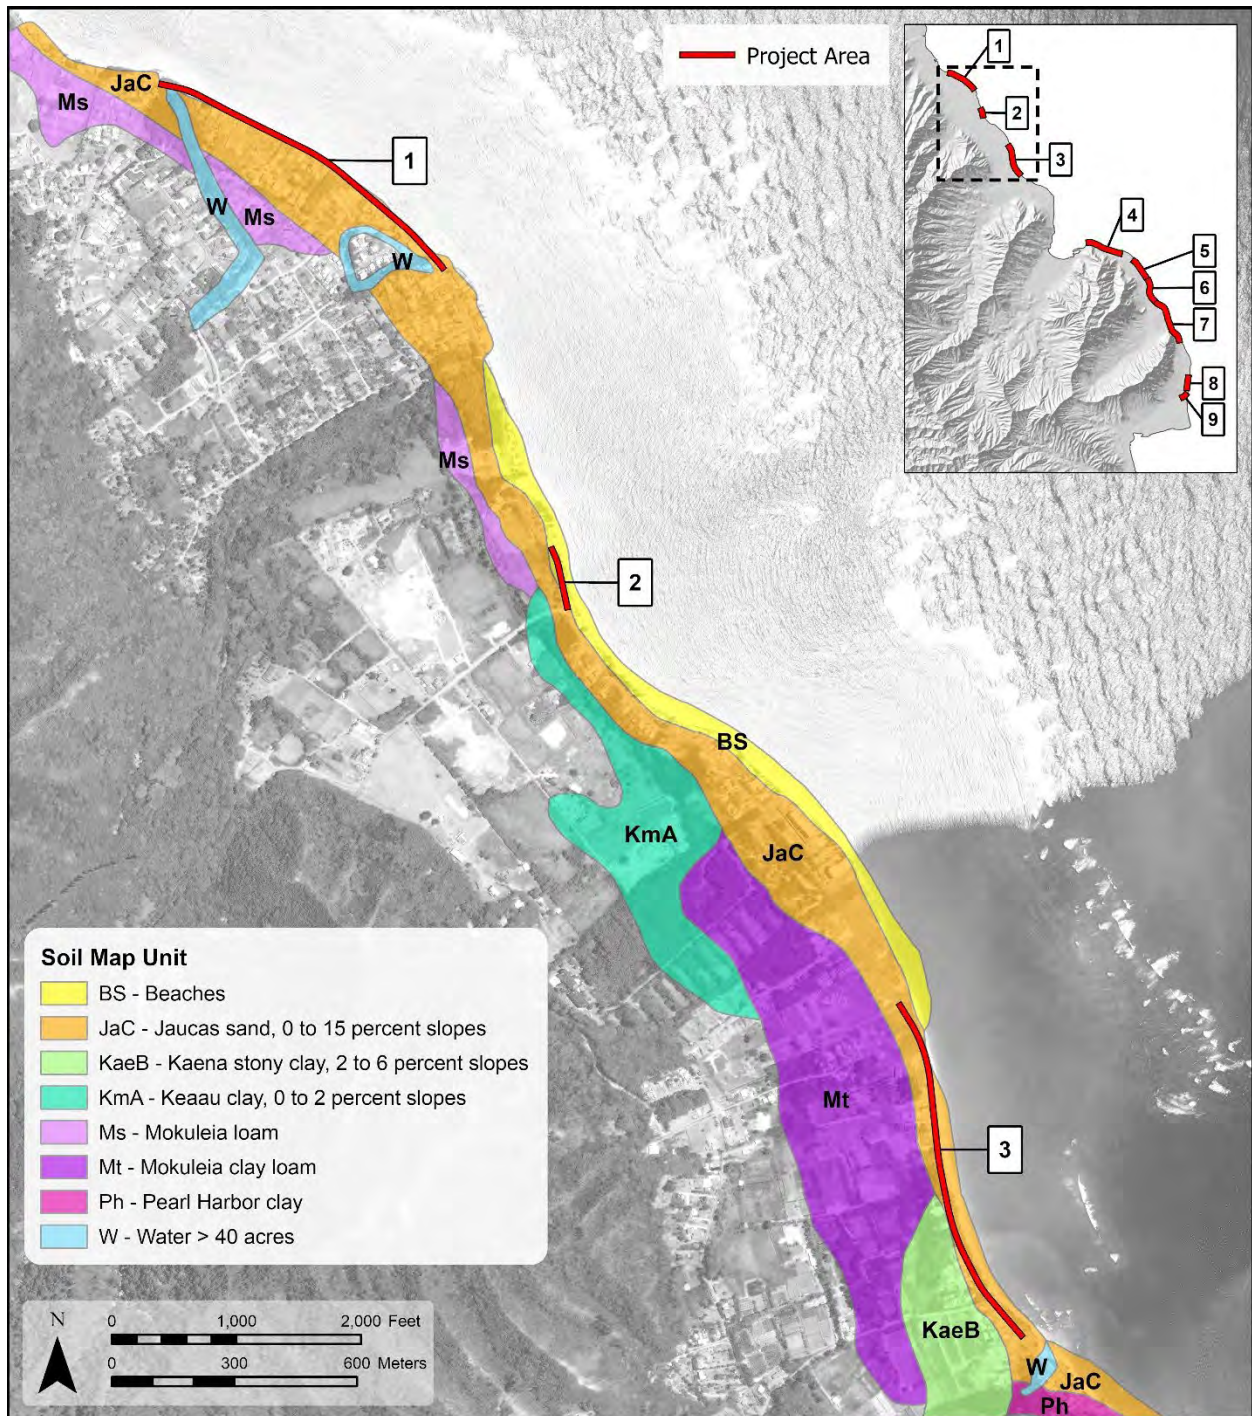 Project Area
1
2
3
4
5
6
7
8
9
JaC
Ms
1
W
Ms
W
Ms
2
BS
KmA
JaC
Mt
3
KaeB
W
JaC
Ph
Soil Map Unit
BS - Beaches
JaC - Jaucas sand, 0 to 15 percent slopes
KaeB - Kaena stony clay, 2 to 6 percent slopes
KmA - Keaau clay, 0 to 2 percent slopes
Ms - Mokuleia loam
Mt - Mokuleia clay loam
Ph - Pearl Harbor clay
W - Water > 40 acres
N
0 1,000 2,000 Feet
0 300 600 Meters